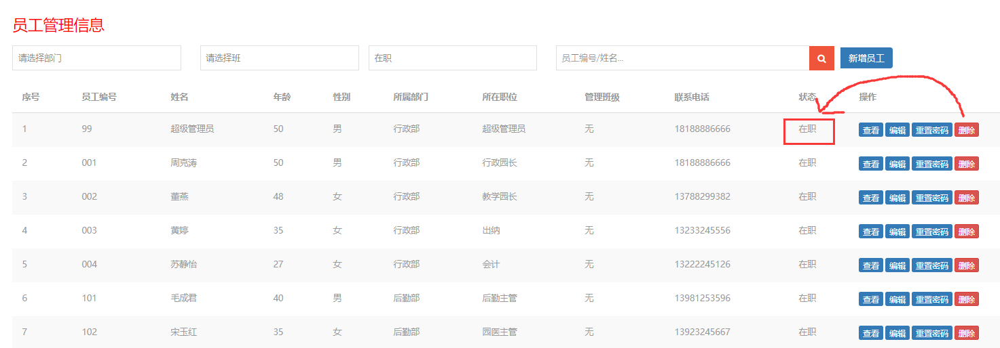 员工管理信息
请选择部门 请选择班 在职 员工编号/姓名... 新增员工
序号 员工编号 姓名 年龄 性别 所属部门 所在职位 管理班级 联系电话 状态 操作
1 99 超级管理员 50 男 行政部 超级管理员 无 18188886666 在职 查看 编辑 重置密码 删除
2 001 周克涛 50 男 行政部 行政园长 无 18188886666 在职 查看 编辑 重置密码 删除
3 002 董燕 48 女 行政部 教学园长 无 13788299382 在职 查看 编辑 重置密码 删除
4 003 黄婷 35 女 行政部 出纳 无 13233245556 在职 查看 编辑 重置密码 删除
5 004 苏静怡 27 女 行政部 会计 无 13222245126 在职 查看 编辑 重置密码 删除
6 101 毛成君 40 男 后勤部 后勤主管 无 13981253596 在职 查看 编辑 重置密码 删除
7 102 宋玉红 35 女 后勤部 园医主管 无 13923245667 在职 查看 编辑 重置密码 删除